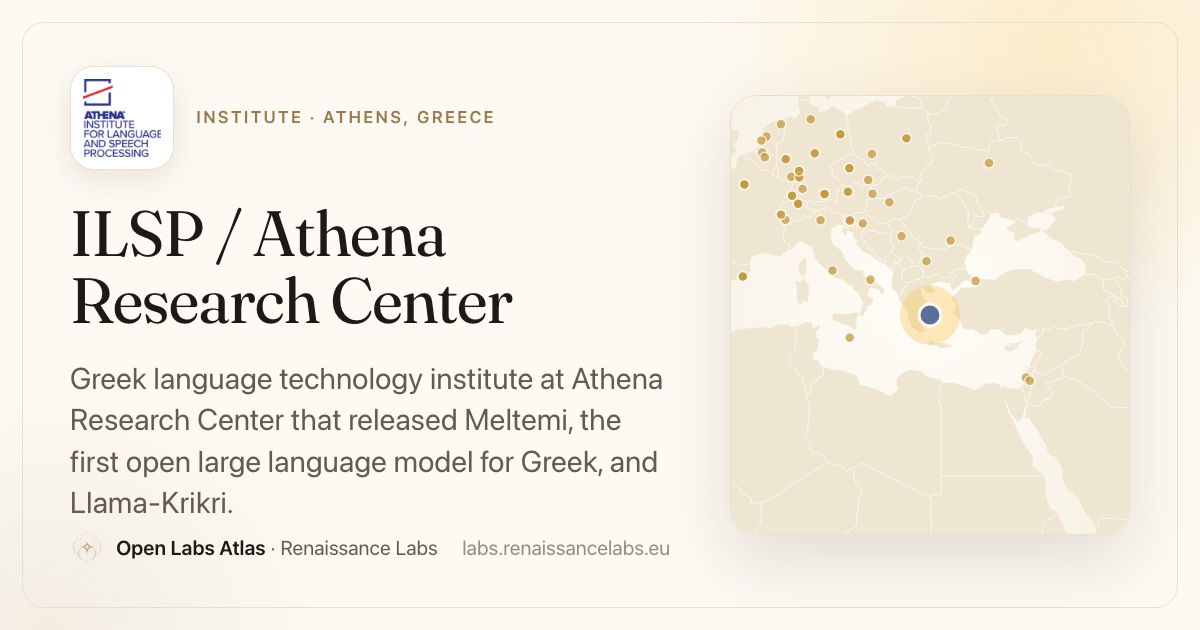 ATHENA
INSTITUTE
FOR LANGUAGE
AND SPEECH
PROCESSING
INSTITUTE · ATHENS, GREECE
ILSP / Athena
Research Center
Greek language technology institute at Athena
Research Center that released Meltemi, the
first open large language model for Greek, and
Llama-Krikri.
Open Labs Atlas · Renaissance Labs labs.renaissancelabs.eu